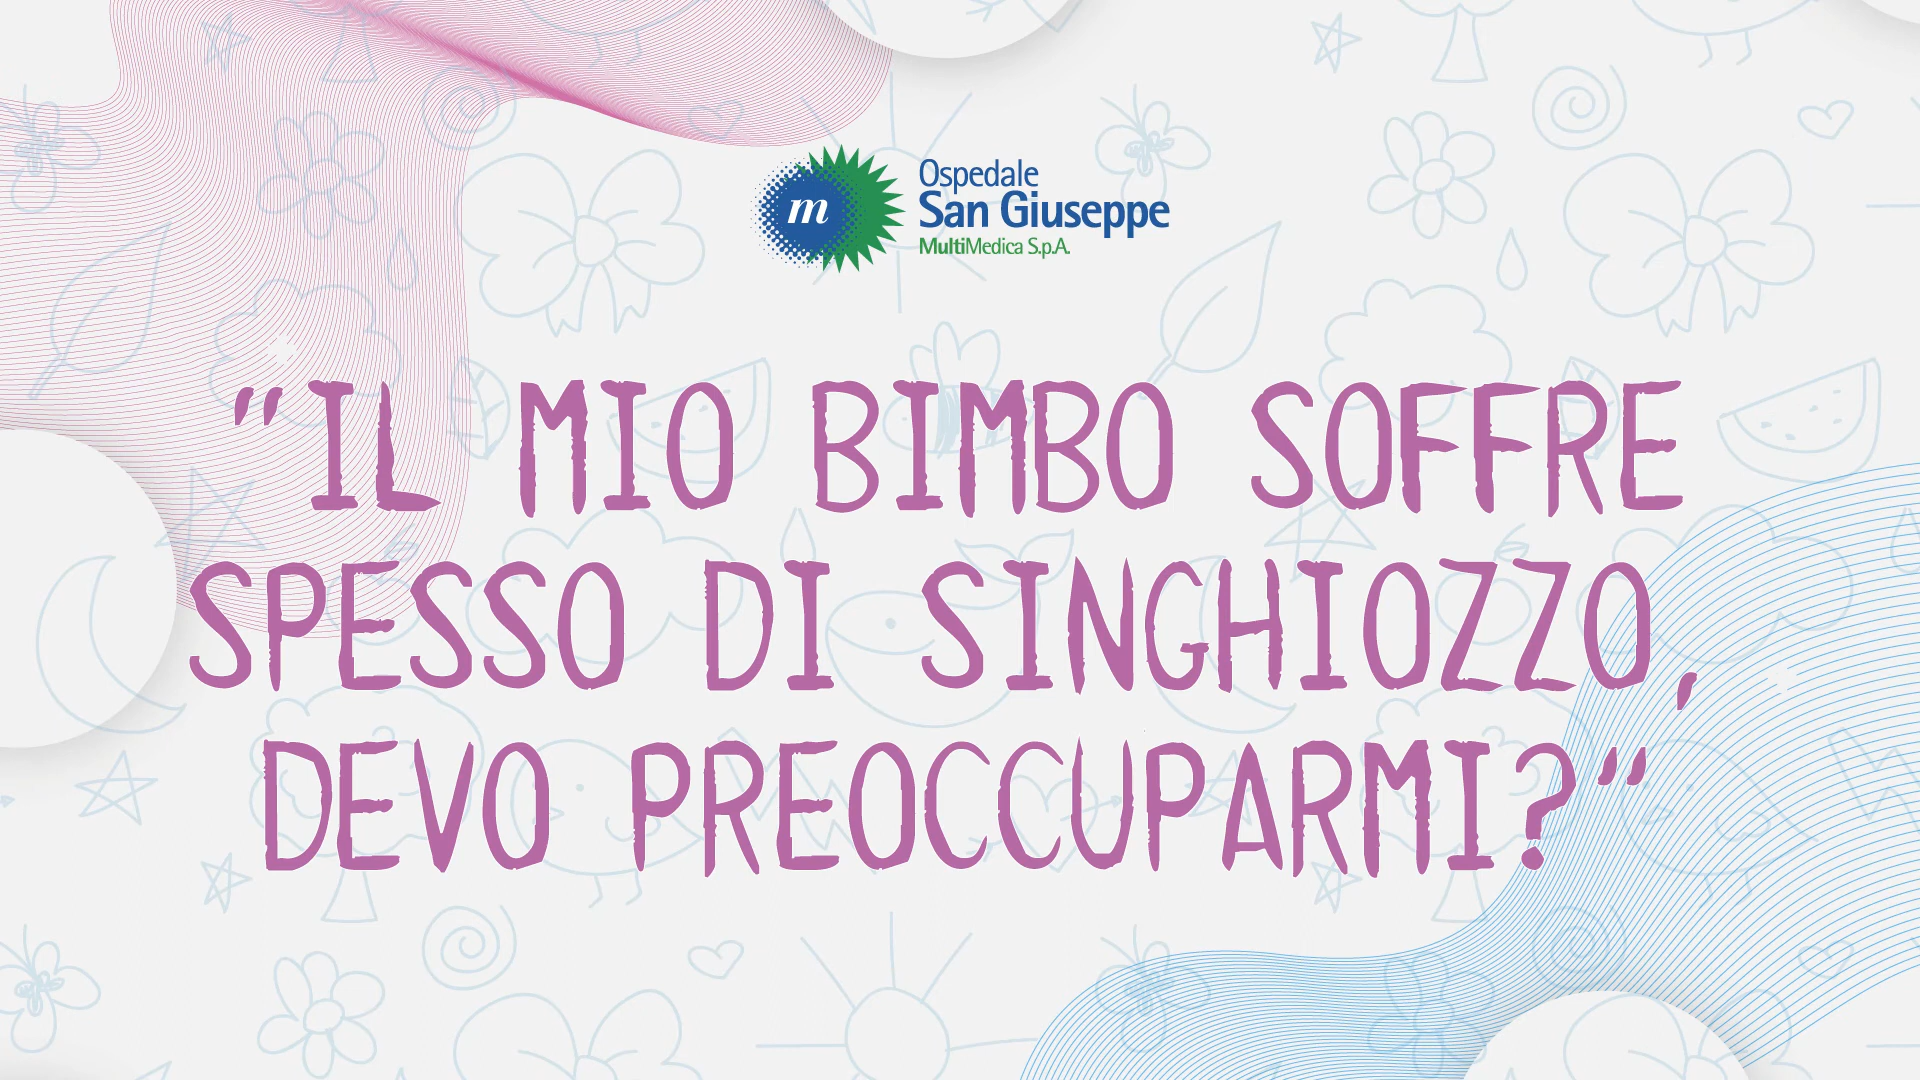 m
Ospedale
San Giuseppe
MultiMedica S.p.A.
"IL MIO BIMBO SOFFRE
SPESSO DI SINGHIOZZO,
DEVO PREOCCUPARMI?"